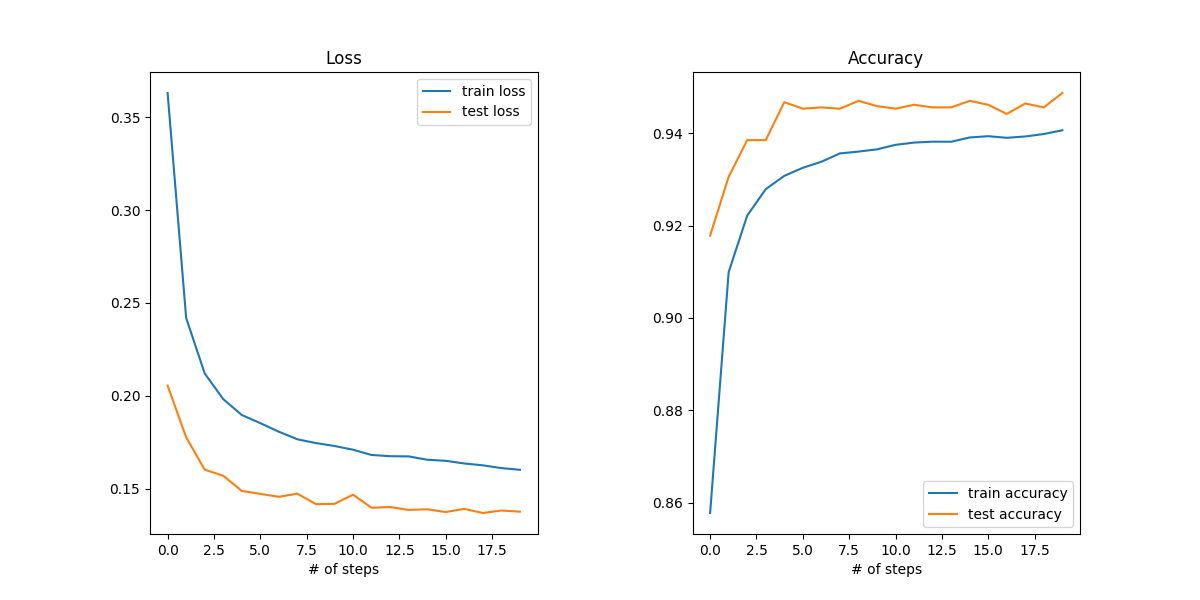 Loss
train loss
test loss
0.35
0.30
0.25
0.20
0.15
0.0 2.5 5.0 7.5 10.0 12.5 15.0 17.5
# of steps
Accuracy
0.94
0.92
0.90
0.88
0.86
train accuracy
test accuracy
0.0 2.5 5.0 7.5 10.0 12.5 15.0 17.5
# of steps